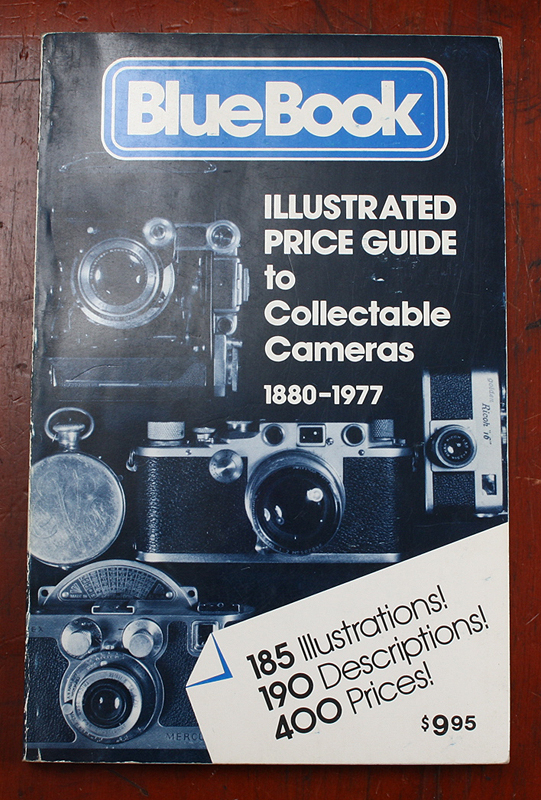 BlueBook
ILLUSTRATED
PRICE GUIDE
to
Collectable
Cameras
1880-1977
golden
Ricoh "16"
185 Illustrations!
190 Descriptions!
400 Prices!
$9.95